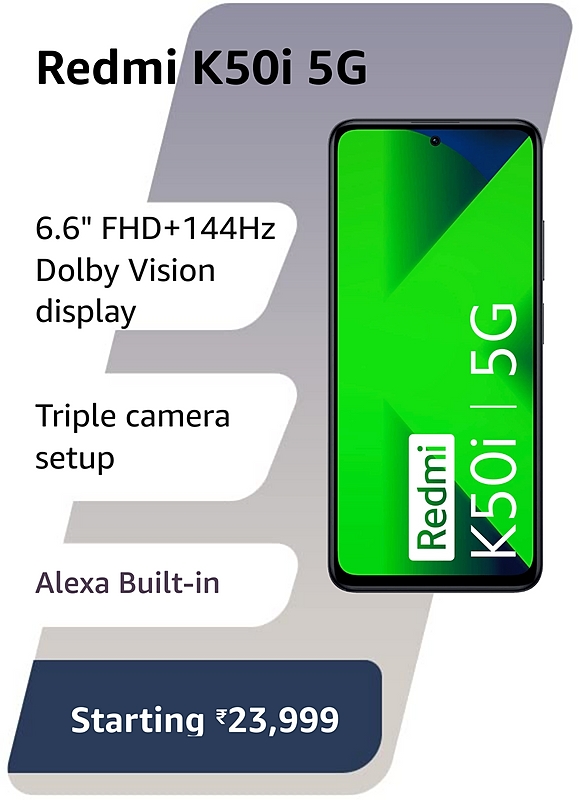 Redmi K50i 5G
6.6" FHD+144Hz
Dolby Vision
display
Triple camera
setup
Alexa Built-in
Starting ₹23,999
Redmi
K50i | 5G